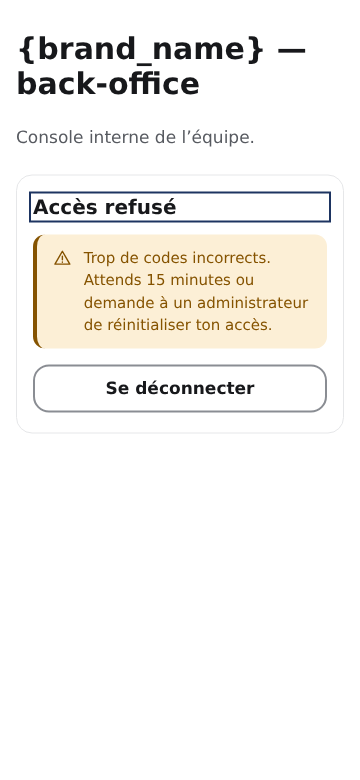 {brand_name} —
back-office
Console interne de l’équipe.
Accès refusé
Trop de codes incorrects.
Attends 15 minutes ou
demande à un administrateur
de réinitialiser ton accès.
Se déconnecter